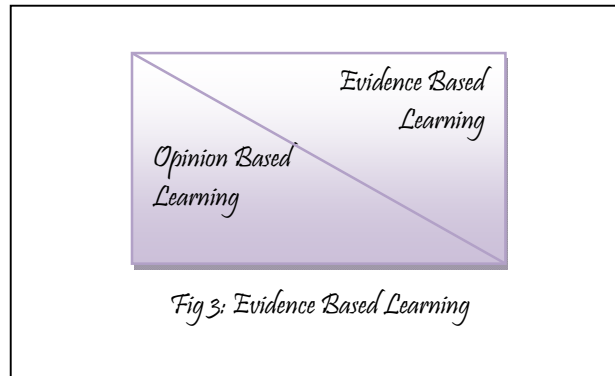 Evidence Based
Learning
Opinion Based
Learning
Fig 3: Evidence Based Learning